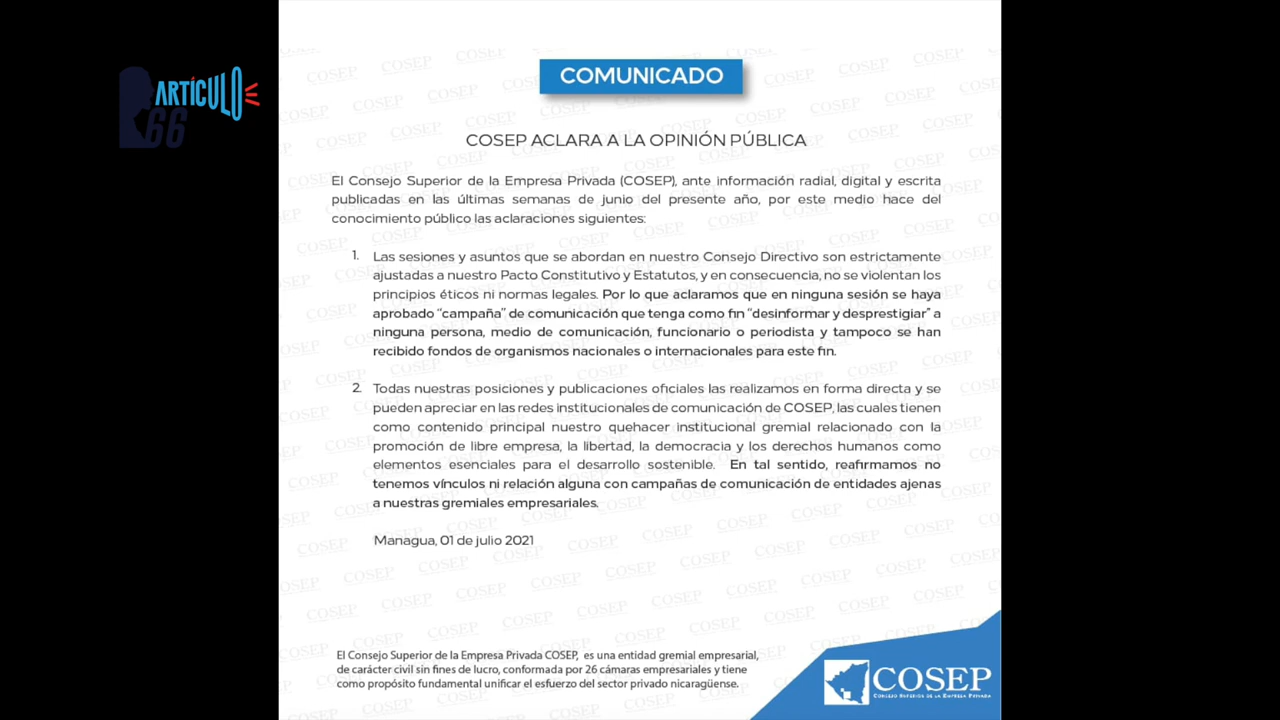 ARTÍCULO
66
COMUNICADO
COSEP ACLARA A LA OPINIÓN PÚBLICA
El Consejo Superior de la Empresa Privada (COSEP), ante información radial, digital y escrita
publicadas en las últimas semanas de junio del presente año, por este medio hace del
conocimiento público las aclaraciones siguientes:
1. Las sesiones y asuntos que se abordan en nuestro Consejo Directivo son estrictamente
ajustadas a nuestro Pacto Constitutivo y Estatutos, y en consecuencia, no se violentan los
principios éticos ni normas legales. Por lo que aclaramos que en ninguna sesión se haya
aprobado “campaña” de comunicación que tenga como fin “desinformar y desprestigiar” a
ninguna persona, medio de comunicación, funcionario o periodista y tampoco se han
recibido fondos de organismos nacionales o internacionales para este fin.
2. Todas nuestras posiciones y publicaciones oficiales las realizamos en forma directa y se
pueden apreciar en las redes institucionales de comunicación de COSEP, las cuales tienen
como contenido principal nuestro quehacer institucional gremial relacionado con la
promoción de libre empresa, la libertad, la democracia y los derechos humanos como
elementos esenciales para el desarrollo sostenible. En tal sentido, reafirmamos no
tenemos vínculos ni relación alguna con campañas de comunicación de entidades ajenas
a nuestras gremiales empresariales.
Managua, 01 de julio 2021
El Consejo Superior de la Empresa Privada COSEP, es una entidad gremial empresarial,
de carácter civil sin fines de lucro, conformada por 26 cámaras empresariales y tiene
como propósito fundamental unificar el esfuerzo del sector privado nicaragüense.
COSEP
CONSEJO SUPERIOR DE LA EMPRESA PRIVADA